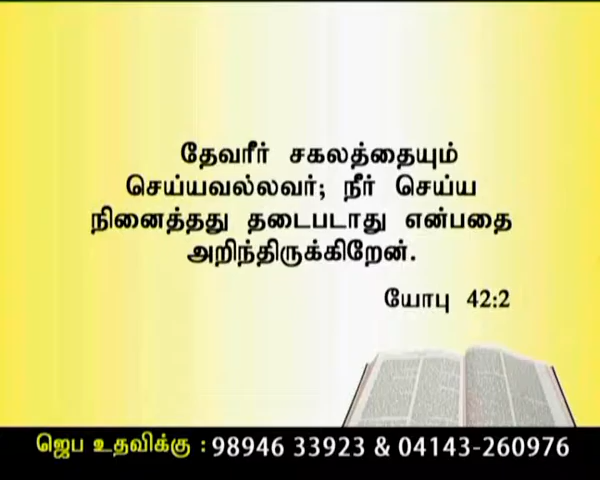 தேவரீர் சகலத்தையும்
செய்யவல்லவர்; நீர் செய்ய
நினைத்தது தடைபடாது என்பதை
அறிந்திருக்கிறேன்.
யோபு 42:2
ஜெப உதவிக்கு : 98946 33923 & 04143-260976